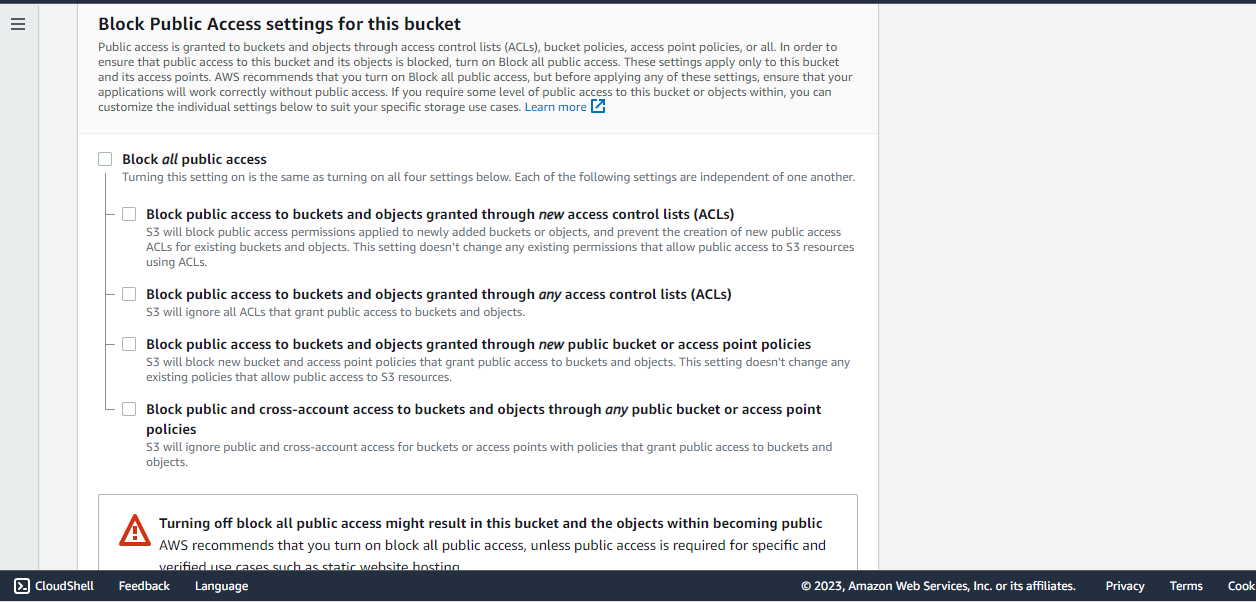 Block Public Access settings for this bucket
Public access is granted to buckets and objects through access control lists (ACLs), bucket policies, access point policies, or all. In order to
ensure that public access to this bucket and its objects is blocked, turn on Block all public access. These settings apply only to this bucket
and its access points. AWS recommends that you turn on Block all public access, but before applying any of these settings, ensure that your
applications will work correctly without public access. If you require some level of public access to this bucket or objects within, you can
customize the individual settings below to suit your specific storage use cases. Learn more
Block all public access
Turning this setting on is the same as turning on all four settings below. Each of the following settings are independent of one another.
Block public access to buckets and objects granted through new access control lists (ACLs)
S3 will block public access permissions applied to newly added buckets or objects, and prevent the creation of new public access
ACLs for existing buckets and objects. This setting doesn’t change any existing permissions that allow public access to S3 resources
using ACLs.
Block public access to buckets and objects granted through any access control lists (ACLs)
S3 will ignore all ACLs that grant public access to buckets and objects.
Block public access to buckets and objects granted through new public bucket or access point policies
S3 will block new bucket and access point policies that grant public access to buckets and objects. This setting doesn't change any
existing policies that allow public access to S3 resources.
Block public and cross-account access to buckets and objects through any public bucket or access point
policies
S3 will ignore public and cross-account access for buckets or access points with policies that grant public access to buckets and
objects.
Turning off block all public access might result in this bucket and the objects within becoming public
AWS recommends that you turn on block all public access, unless public access is required for specific and
verified use cases such as static website hosting.
CloudShell Feedback Language © 2023, Amazon Web Services, Inc. or its affiliates. Privacy Terms Cook